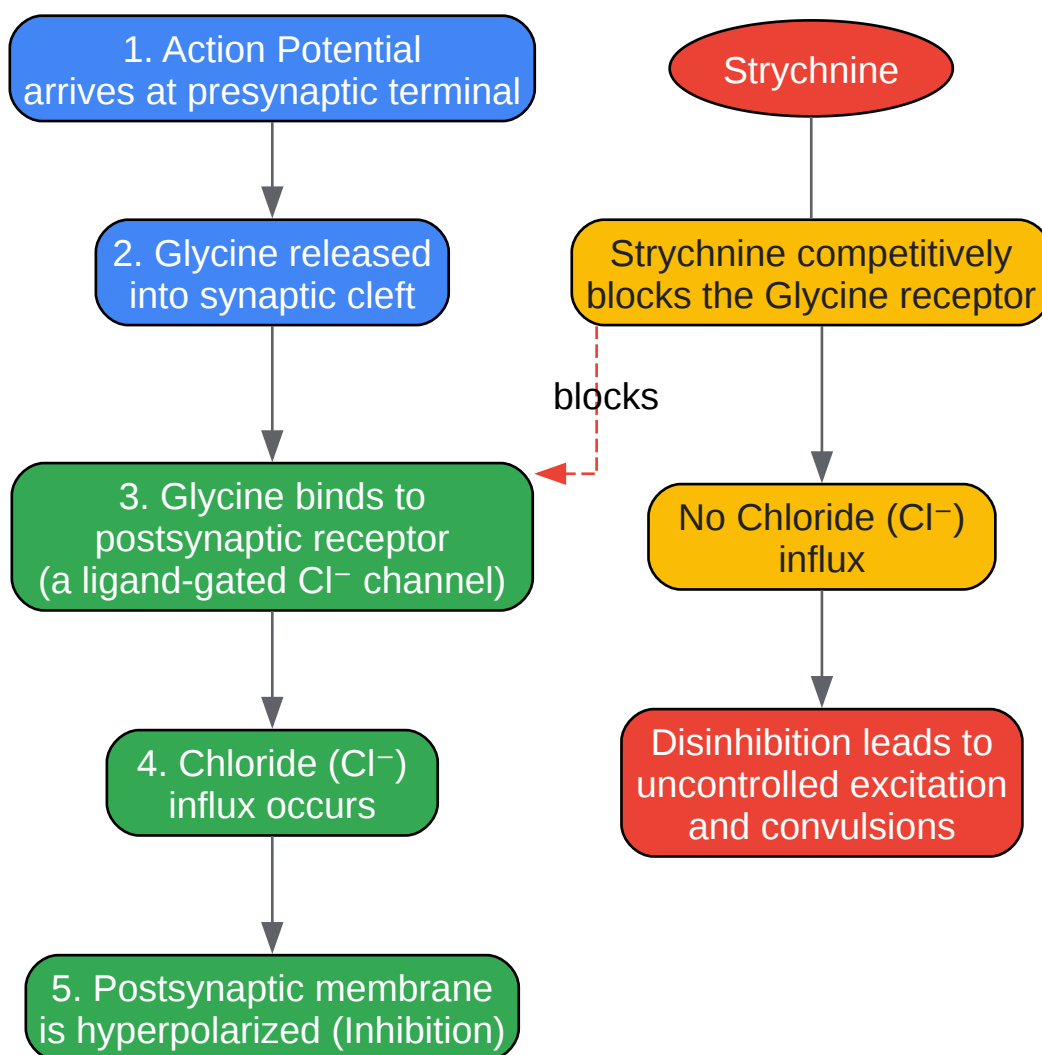 1. Action Potential
arrives at presynaptic terminal
Strychnine
2. Glycine released
into synaptic cleft
Strychnine competitively
blocks the Glycine receptor
blocks
3. Glycine binds to
postsynaptic receptor
(a ligand-gated Cl⁻ channel)
No Chloride (Cl⁻)
influx
4. Chloride (Cl⁻)
influx occurs
Disinhibition leads to
uncontrolled excitation
and convulsions
5. Postsynaptic membrane
is hyperpolarized (Inhibition)